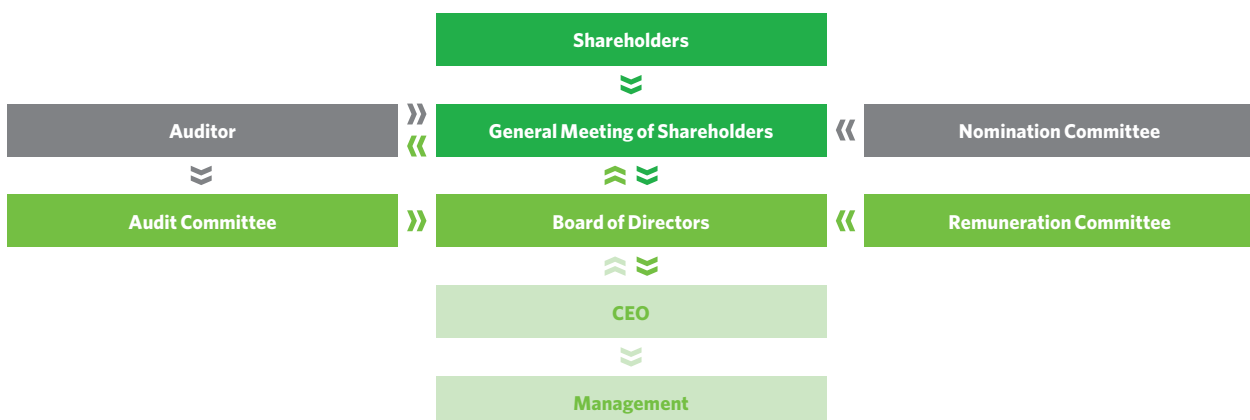 Shareholders
Auditor
General Meeting of Shareholders
Nomination Committee
Audit Committee
Board of Directors
Remuneration Committee
CEO
Management